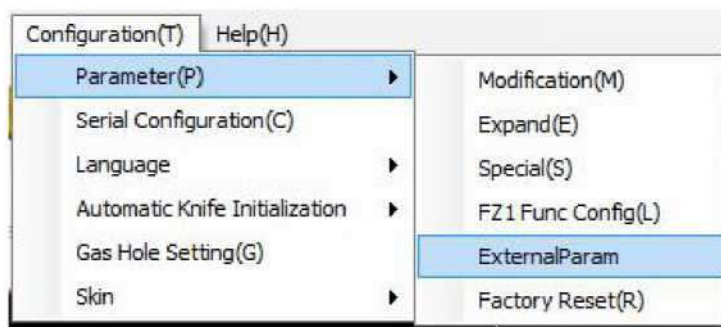 Configuration(T) Help(H)
Parameter(P)
Serial Configuration(C)
Language
Automatic Knife Initialization
Gas Hole Setting(G)
Skin
Modification(M)
Expand(E)
Special(S)
FZ1 Func Config(L)
ExternalParam
Factory Reset(R)